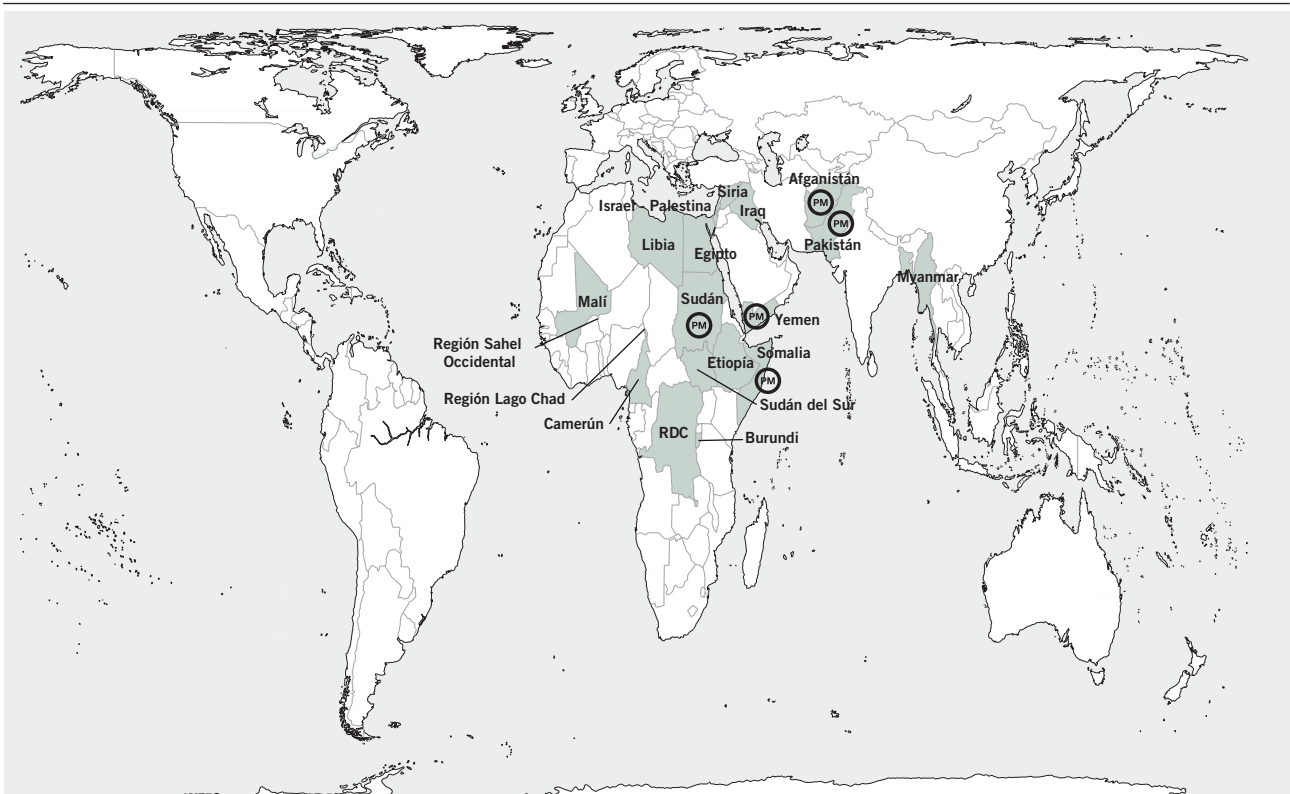 Afganistán
PM
Siria
Israel - Palestina
Iraq
PM
Pakistán
Libia
Egipto
Myanmar
Malí
Sudán
PM
PM
Yemen
Región Sahel
Occidental
Somalia
Etiopía
PM
Región Lago Chad
Sudán del Sur
Camerún
RDC
Burundi